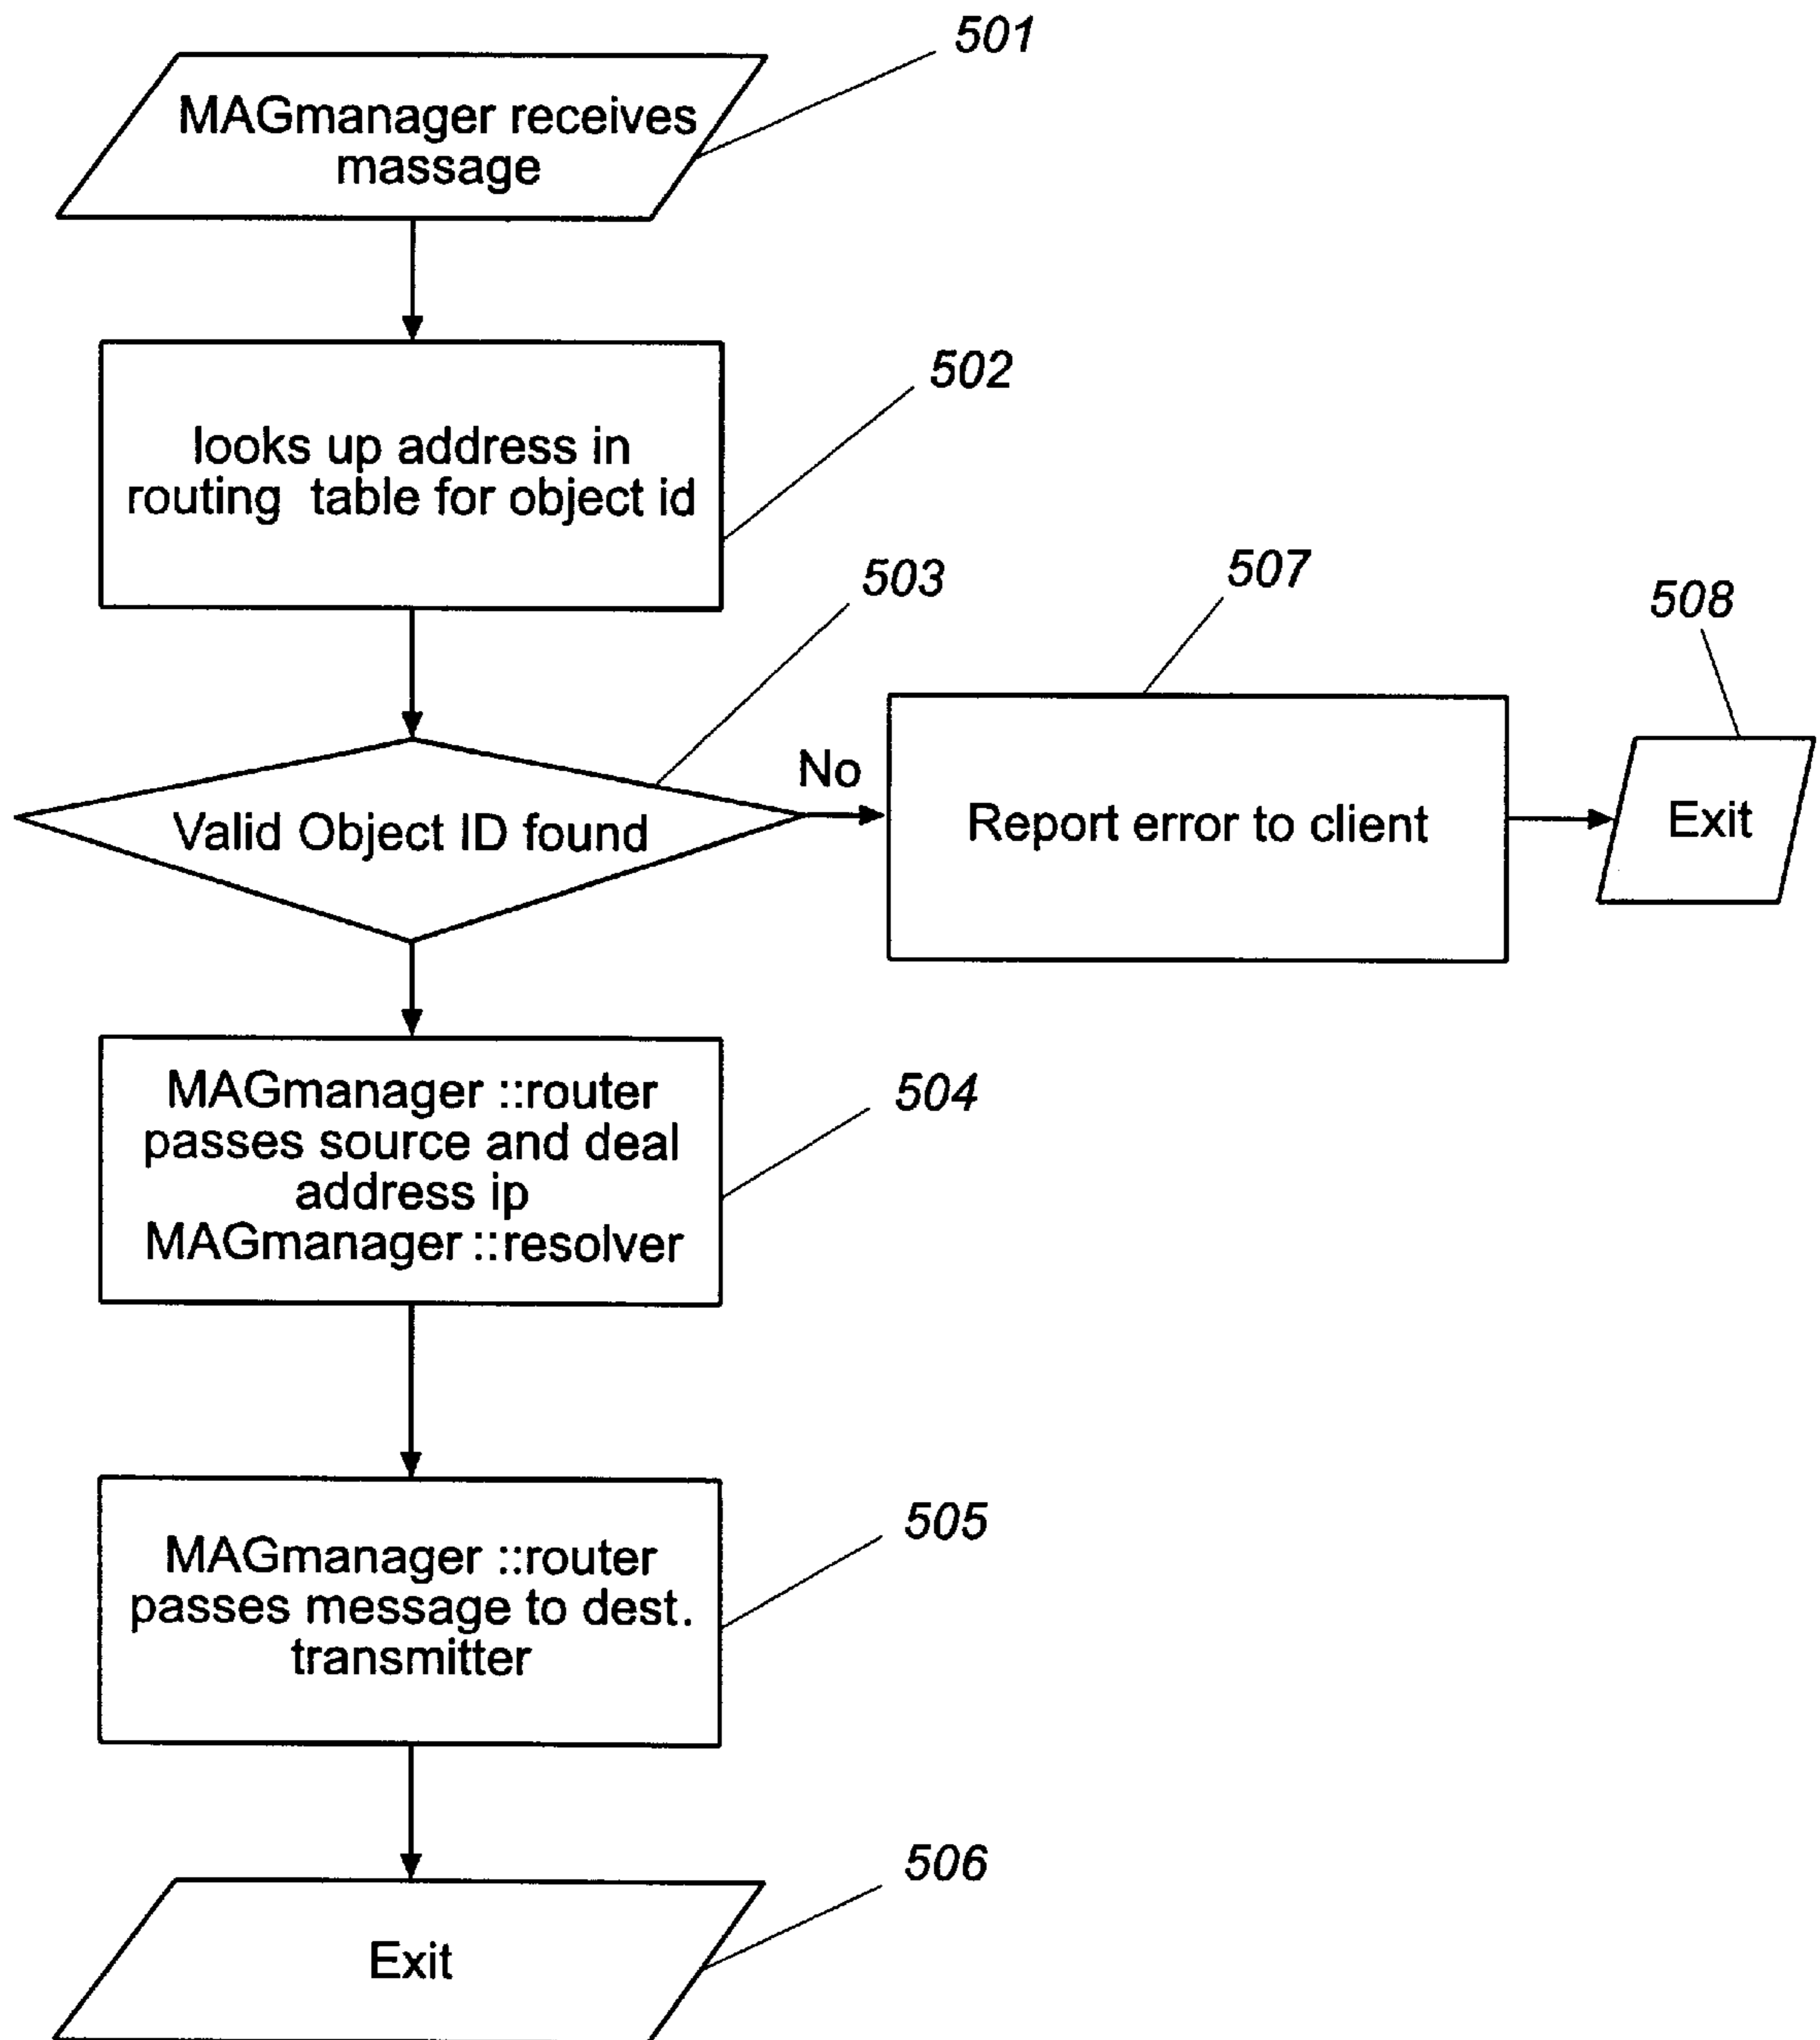 501
MAGmanager receives
massage
502
looks up address in
routing table for object id
503
507
508
No
Valid Object ID found
Report error to client
Exit
MAGmanager ::router
passes source and deal
address ip
MAGmanager ::resolver
504
MAGmanager ::router
passes message to dest.
transmitter
505
506
Exit